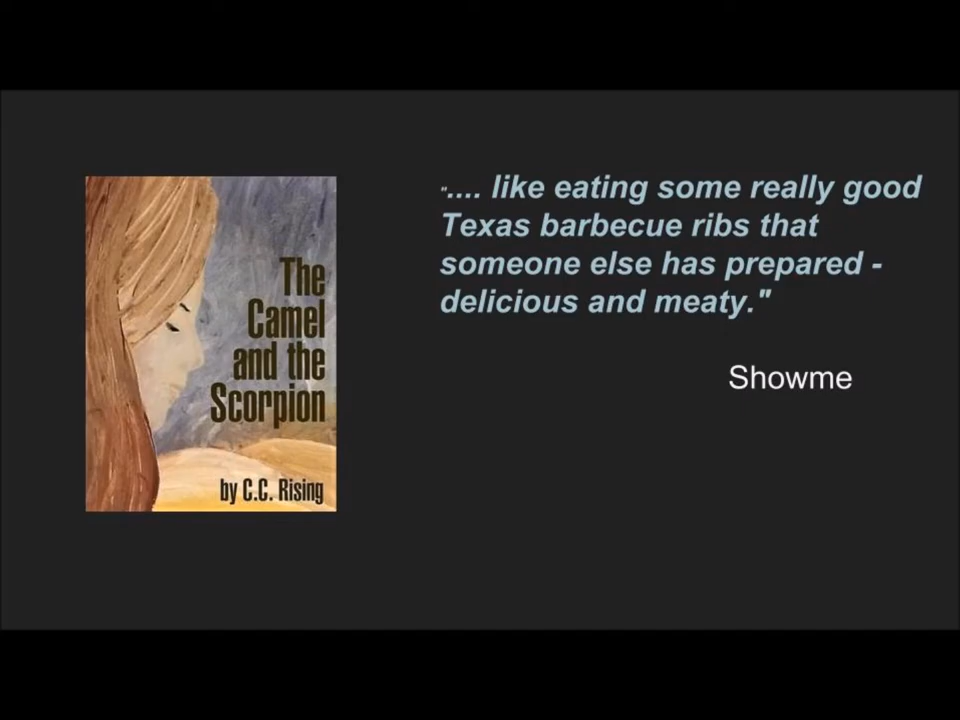 The
Camel
and the
Scorpion
by C.C. Rising
".... like eating some really good
Texas barbecue ribs that
someone else has prepared -
delicious and meaty."
Showme